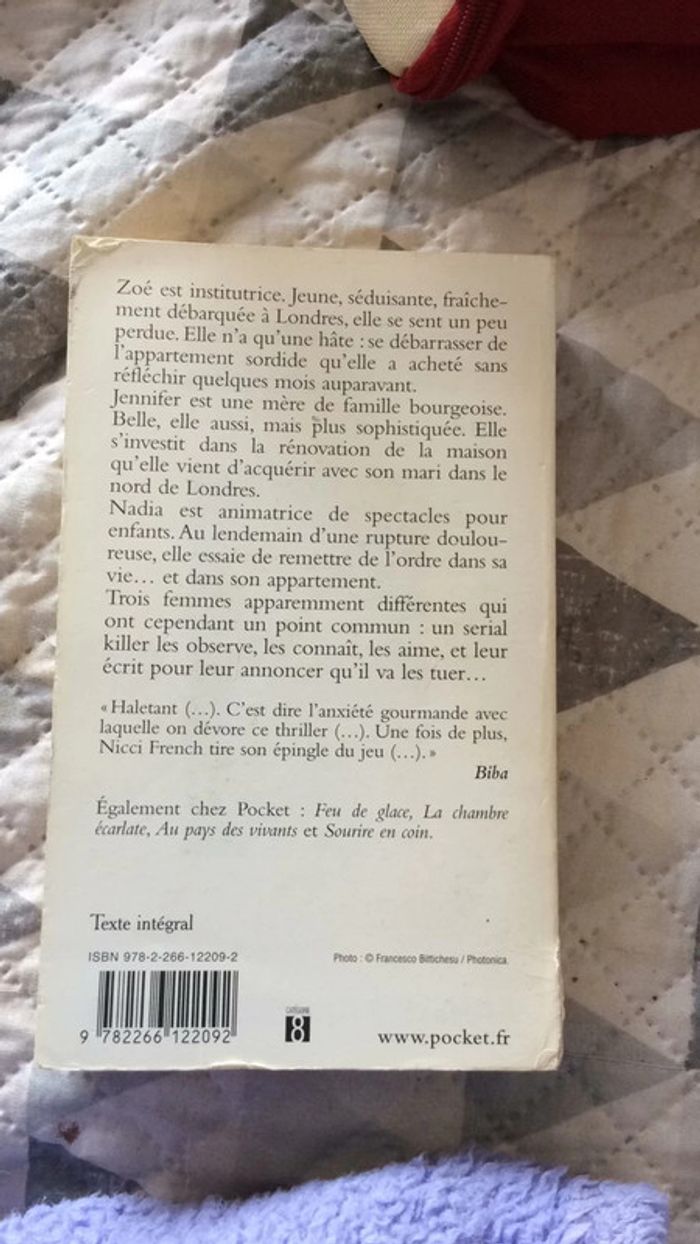 Zoé est institutrice. Jeune, séduisante, fraîche-
ment débarquée à Londres, elle se sent un peu
perdue. Elle n'a qu'une hâte : se débarrasser de
l'appartement sordide qu'elle a acheté sans
réfléchir quelques mois auparavant.
Jennifer est une mère de famille bourgeoise.
Belle, elle aussi, mais plus sophistiquée. Elle
s'investit dans la rénovation de la maison
qu'elle vient d'acquérir avec son mari dans le
nord de Londres.
Nadia est animatrice de spectacles pour
enfants. Au lendemain d'une rupture doulou-
reuse, elle essaie de remettre de l'ordre dans sa
vie... et dans son appartement.
Trois femmes apparemment différentes qui
ont cependant un point commun : un serial
killer les observe, les connaît, les aime, et leur
écrit pour leur annoncer qu'il va les tuer...
« Haletant (...). C'est dire l'anxiété gourmande avec
laquelle on dévore ce thriller (...). Une fois de plus,
Nicci French tire son épingle du jeu (...). »
Biba
Également chez Pocket : Feu de glace, La chambre
écarlate, Au pays des vivants et Sourire en coin.
Texte intégral
ISBN 978-2-266-12209-2
Photo : © Francesco Bittichesu / Photonica.
9 782266 122092
CATÉGORIE
8
www.pocket.fr